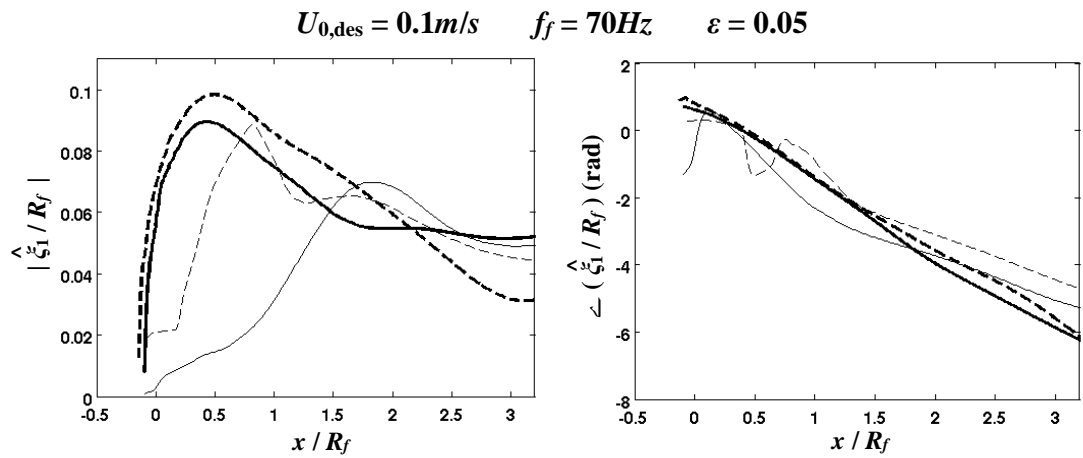 U0,des = 0.1m/s ff = 70Hz ε = 0.05
| ξ̂1 / Rf |
0.1
0.08
0.06
0.04
0.02
0
-0.5 0 0.5 1 1.5 2 2.5 3
x / Rf
∠ ( ξ̂1 / Rf ) (rad)
2
0
-2
-4
-6
-8
-0.5 0 0.5 1 1.5 2 2.5 3
x / Rf